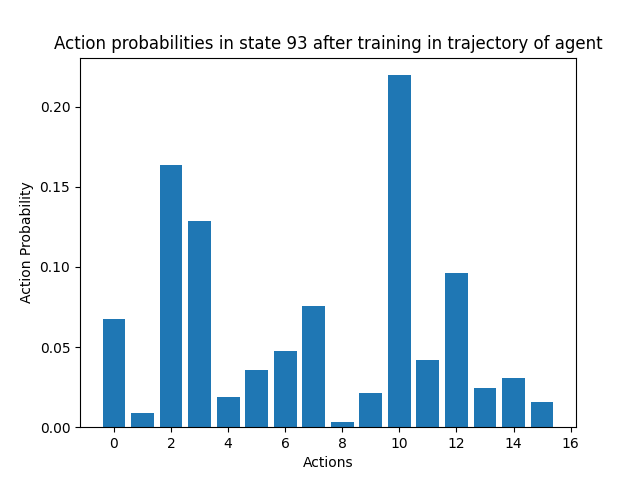 Action probabilities in state 93 after training in trajectory of agent
0.20
0.15
0.10
0.05
0.00
Action Probability
0 2 4 6 8 10 12 14 16
Actions